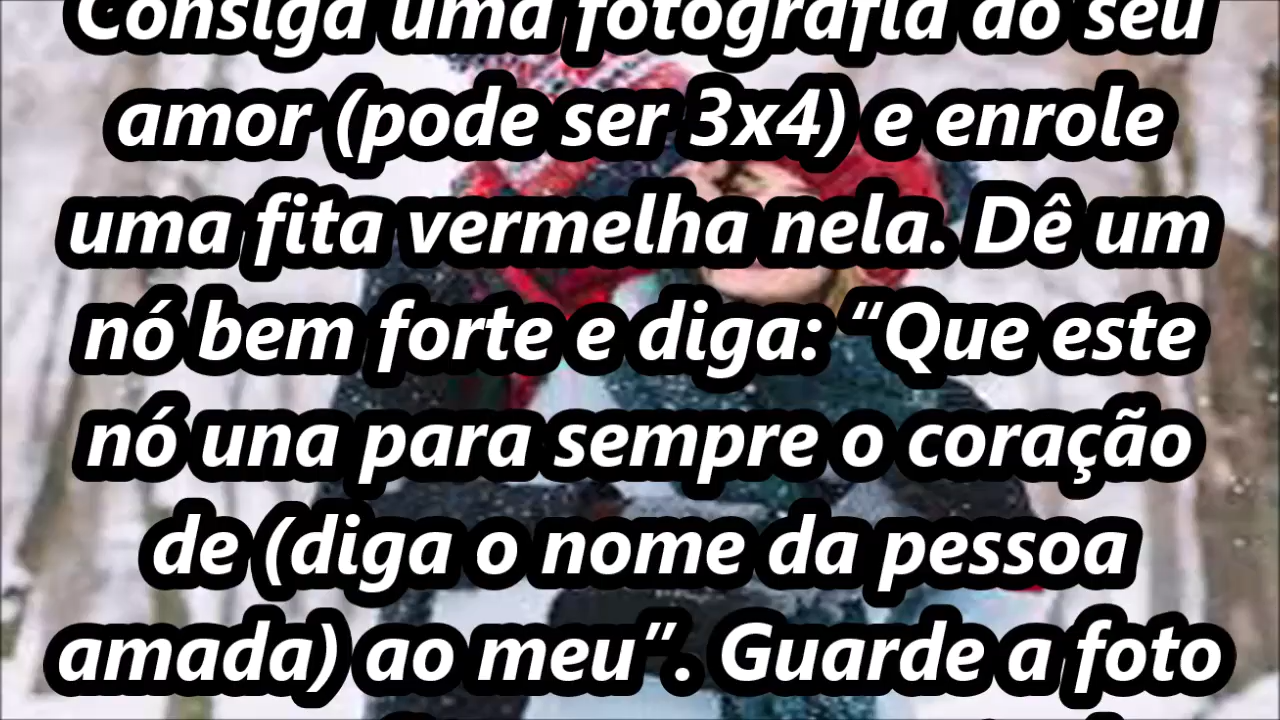 Consiga uma fotografia do seu
amor (pode ser 3x4) e enrole
uma fita vermelha nela. Dê um
nó bem forte e diga: “Que este
nó una para sempre o coração
de (diga o nome da pessoa
amada) ao meu”. Guarde a foto